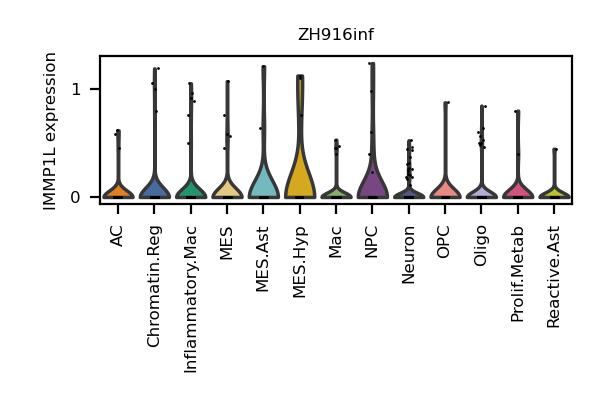 ZH916inf
IMMP1L expression
1
0
AC
Chromatin.Reg
Inflammatory.Mac
MES
MES.Ast
MES.Hyp
Mac
NPC
Neuron
OPC
Oligo
Prolif.Metab
Reactive.Ast